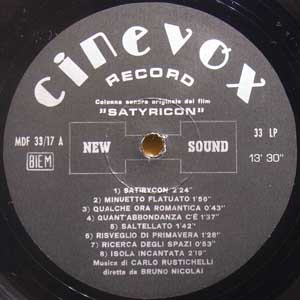 cinevox
RECORD
Colonna sonora originale del film
"SATYRICON"
MDF 33/17 A
33 LP
BIEM
NEW SOUND
13' 30"
1) SATIRYCON 2'24"
2) MINUETTO FLATUATO 1'56"
3) QUALCHE ORA ROMANTICA 0'43"
4) QUANT'ABBONDANZA C'È 1'37"
5) SALTELLATO 1'42"
6) RISVEGLIO DI PRIMAVERA 1'28"
7) RICERCA DEGLI SPAZI 0'53"
8) ISOLA INCANTATA 2'19"
Musica di CARLO RUSTICHELLI
diretta da BRUNO NICOLAI